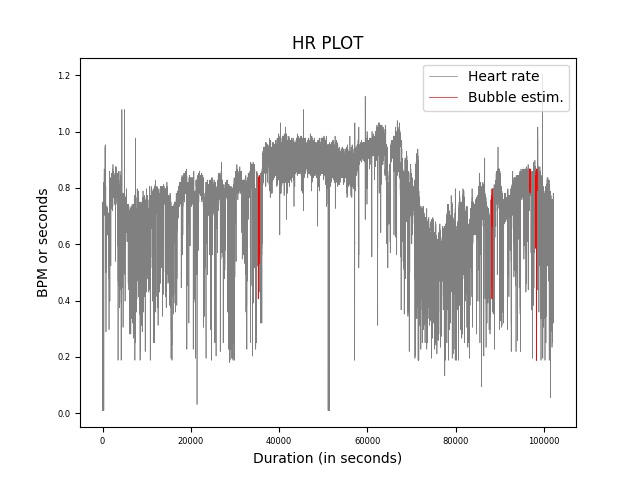 HR PLOT
Heart rate
Bubble estim.
BPM or seconds
1.2
1.0
0.8
0.6
0.4
0.2
0.0
0 20000 40000 60000 80000 100000
Duration (in seconds)